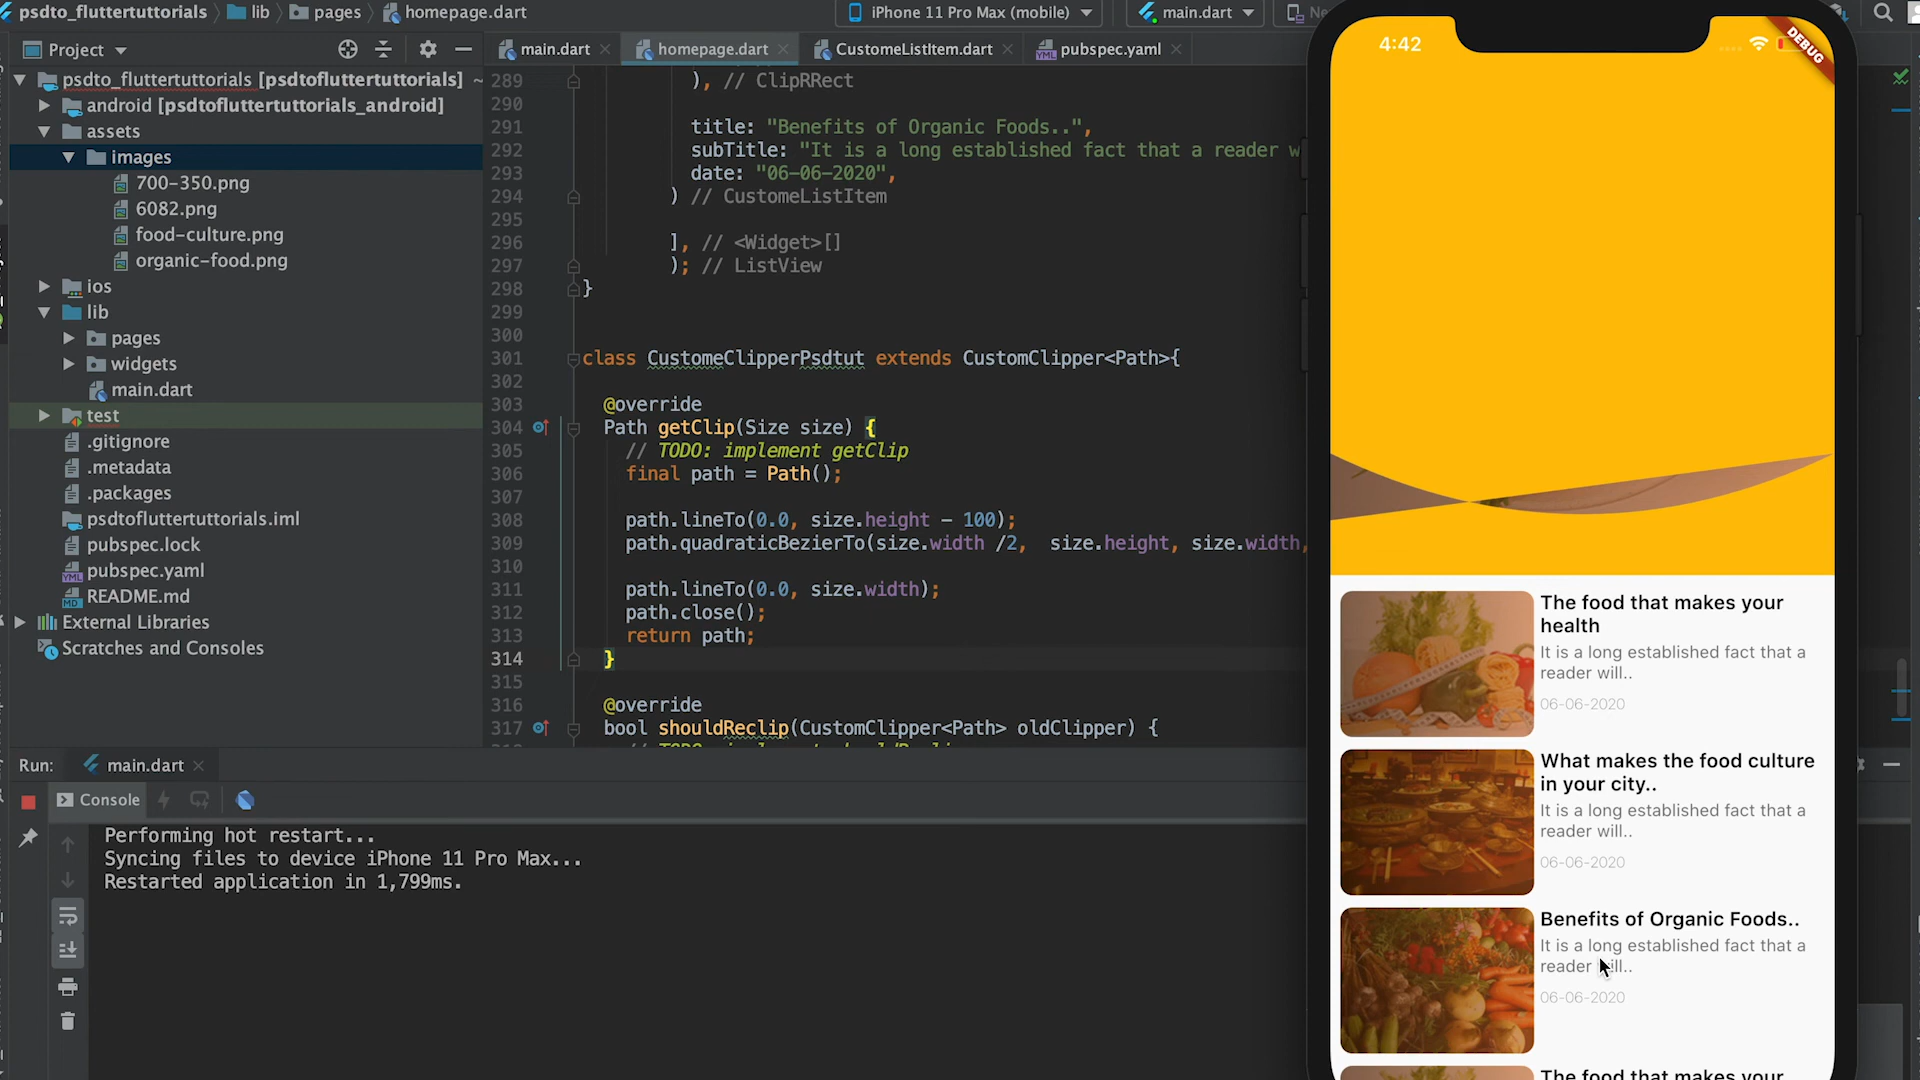 psdto_fluttertuttorials lib pages homepage.dart iPhone 11 Pro Max (mobile) main.dart
Project main.dart homepage.dart CustomeListItem.dart pubspec.yaml
psdto_fluttertuttorials [psdtofluttertuttorials]
android [psdtofluttertuttorials_android]
assets
images
700-350.png
6082.png
food-culture.png
organic-food.png
ios
lib
pages
widgets
main.dart
test
.gitignore
.metadata
.packages
psdtofluttertuttorials.iml
pubspec.lock
pubspec.yaml
README.md
External Libraries
Scratches and Consoles
289 ), // ClipRRect
290
291 title: "Benefits of Organic Foods..",
292 subTitle: "It is a long established fact that a reader w
293 date: "06-06-2020",
294 ) // CustomeListItem
295
296 ], // <Widget>[]
297 ); // ListView
298 }
299
300
301 class CustomeClipperPsdtut extends CustomClipper<Path>{
302
303 @override
304 Path getClip(Size size) {
305 // TODO: implement getClip
306 final path = Path();
307
308 path.lineTo(0.0, size.height - 100);
309 path.quadraticBezierTo(size.width /2, size.height, size.width,
310
311 path.lineTo(0.0, size.width);
312 path.close();
313 return path;
314 }
315
316 @override
317 bool shouldReclip(CustomClipper<Path> oldClipper) {
Run: main.dart
Console
Performing hot restart...
Syncing files to device iPhone 11 Pro Max...
Restarted application in 1,799ms.
4:42
DEBUG
The food that makes your
health
It is a long established fact that a
reader will..
06-06-2020
What makes the food culture
in your city..
It is a long established fact that a
reader will..
06-06-2020
Benefits of Organic Foods..
It is a long established fact that a
reader will..
06-06-2020
The food that makes your